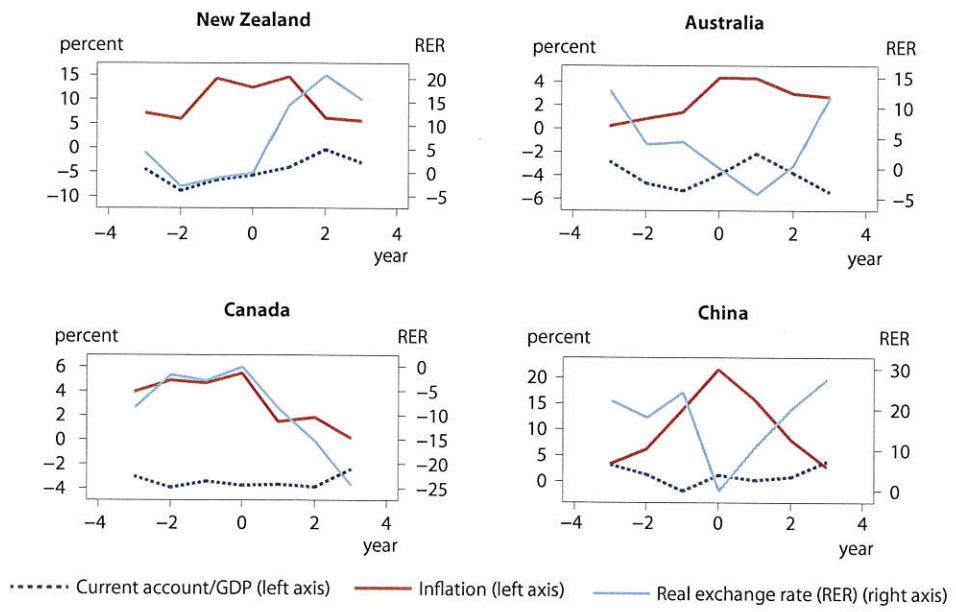 New Zealand
percent RER
15
10
5
0
−5
−10
20
15
10
5
0
−5
−4 −2 0 2 4
year
Australia
percent RER
4
2
0
−2
−4
−6
15
10
5
0
−5
−4 −2 0 2 4
year
Canada
percent RER
6
4
2
0
−2
−4
0
−5
−10
−15
−20
−25
−4 −2 0 2 4
year
China
percent RER
20
15
10
5
0
30
20
10
0
−4 −2 0 2 4
year
Current account/GDP (left axis) Inflation (left axis) Real exchange rate (RER) (right axis)